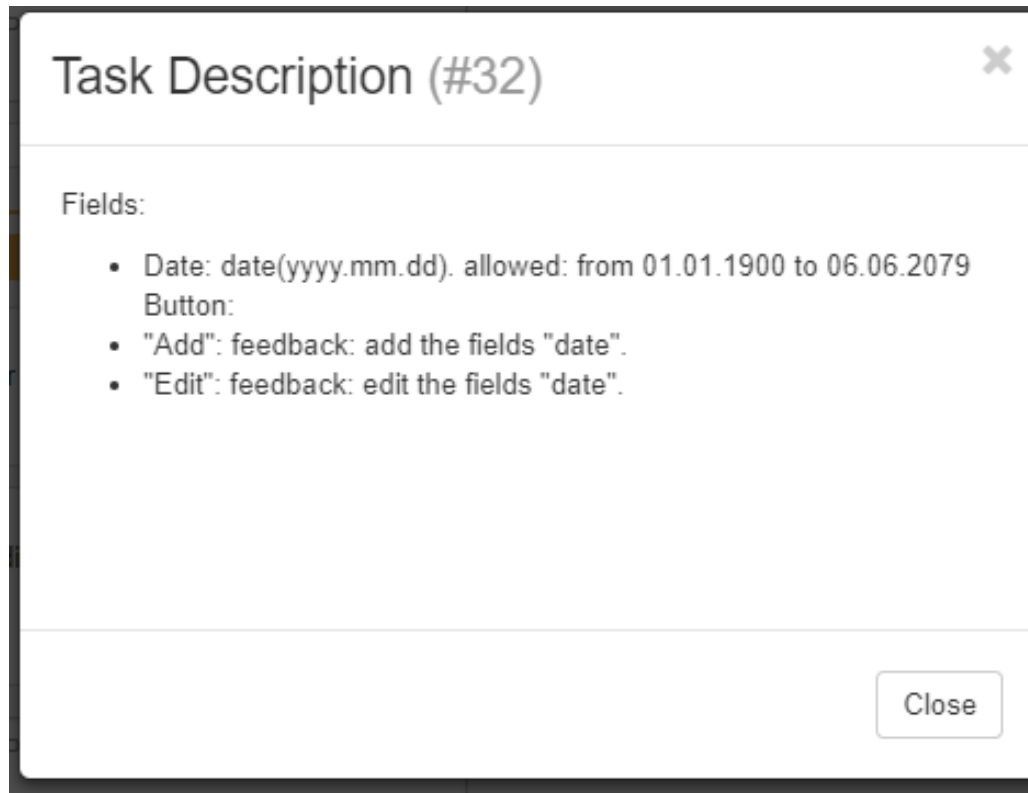 Task Description (#32)
Fields:
Date: date(yyyy.mm.dd). allowed: from 01.01.1900 to 06.06.2079
Button:
"Add": feedback: add the fields "date".
"Edit": feedback: edit the fields "date".
Close